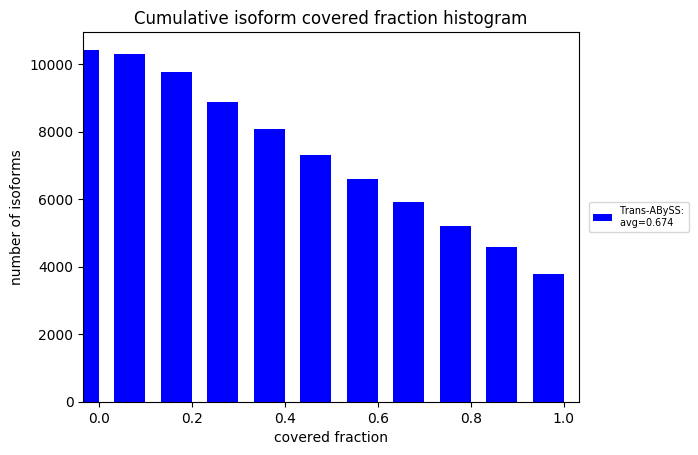 Cumulative isoform covered fraction histogram
number of isoforms
10000
8000
6000
4000
2000
0
0.0
0.2
0.4
0.6
0.8
1.0
covered fraction
Trans-ABySS:
avg=0.674